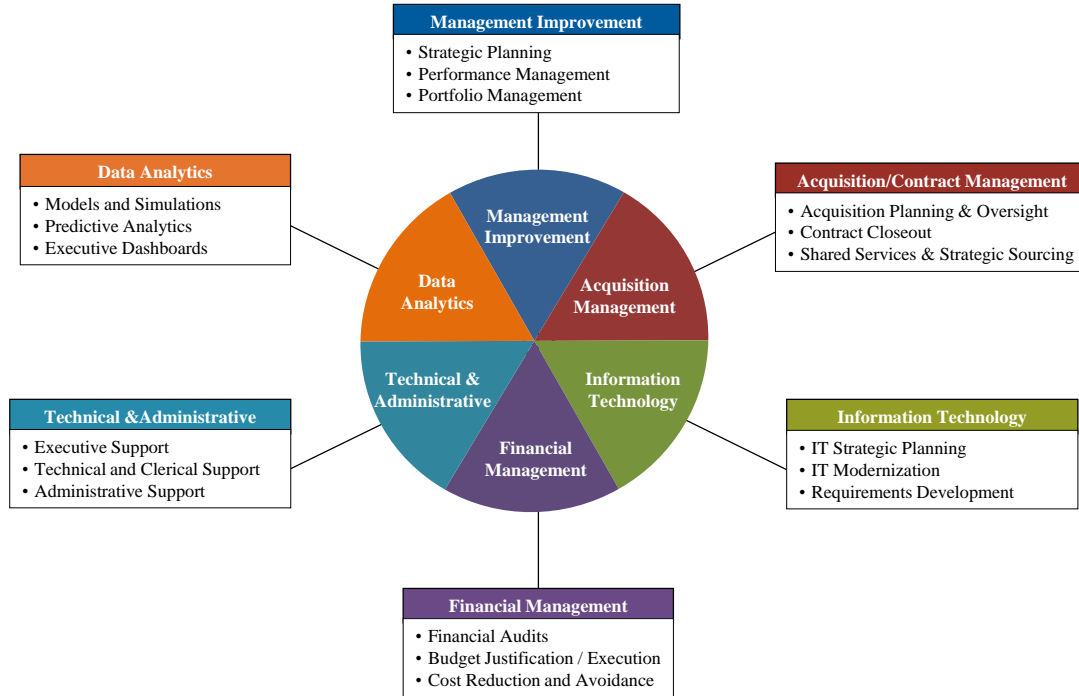 Management Improvement
• Strategic Planning
• Performance Management
• Portfolio Management
Data Analytics
• Models and Simulations
• Predictive Analytics
• Executive Dashboards
Acquisition/Contract Management
• Acquisition Planning & Oversight
• Contract Closeout
• Shared Services & Strategic Sourcing
Management
Improvement
Data
Analytics
Acquisition
Management
Technical &
Administrative
Information
Technology
Financial
Management
Technical &Administrative
• Executive Support
• Technical and Clerical Support
• Administrative Support
Information Technology
• IT Strategic Planning
• IT Modernization
• Requirements Development
Financial Management
• Financial Audits
• Budget Justification / Execution
• Cost Reduction and Avoidance